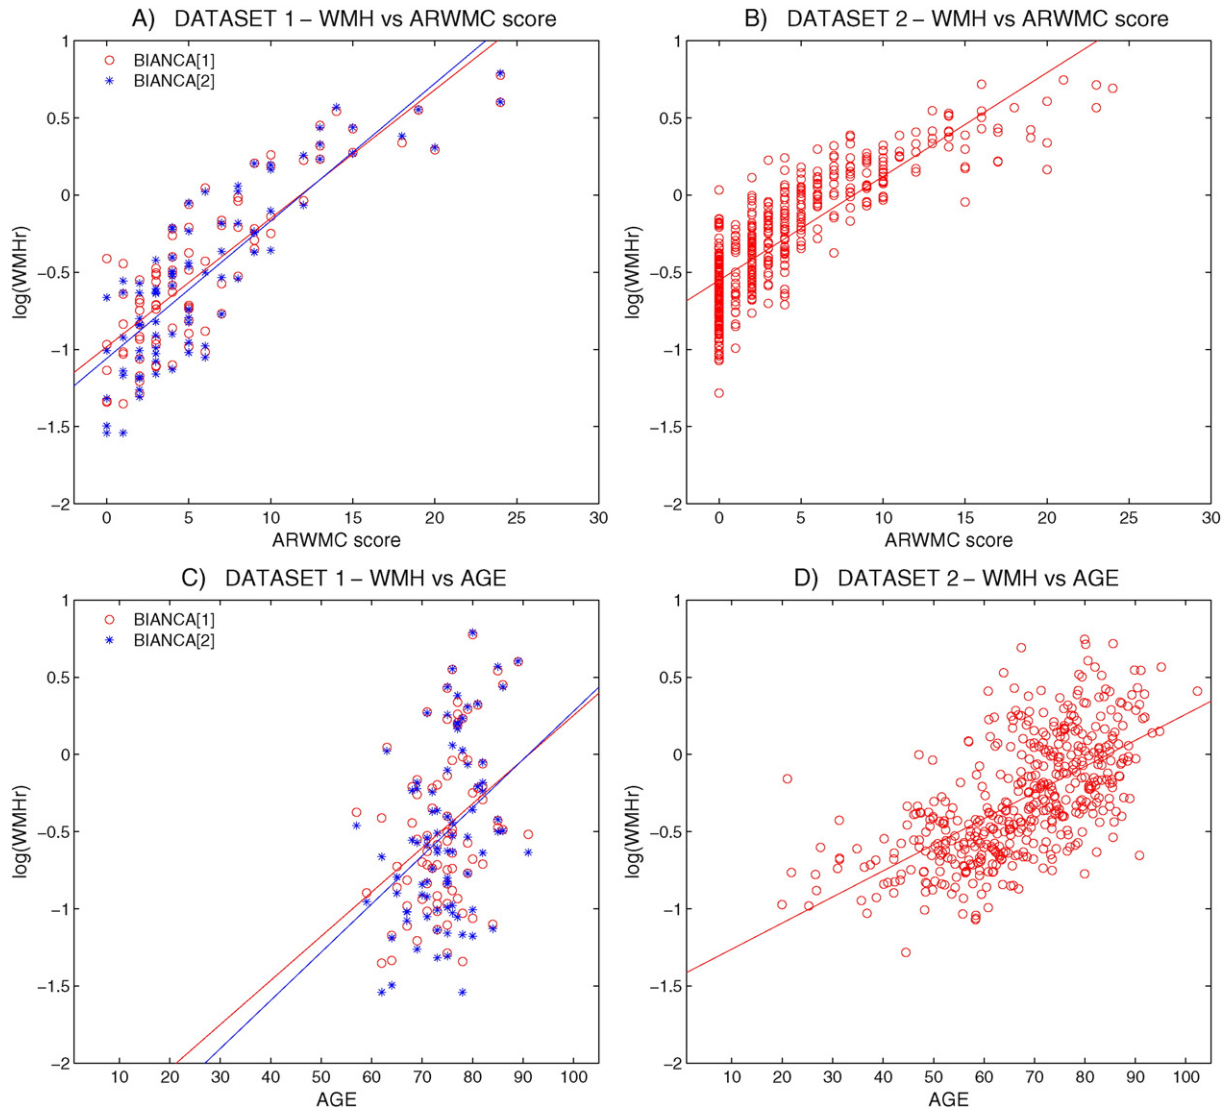 A) DATASET 1 – WMH vs ARWMC score
1
0.5
0
−0.5
−1
−1.5
−2
log(WMHr)
BIANCA[1]
BIANCA[2]
0 5 10 15 20 25 30
ARWMC score
B) DATASET 2 – WMH vs ARWMC score
1
0.5
0
−0.5
−1
−1.5
−2
log(WMHr)
0 5 10 15 20 25 30
ARWMC score
C) DATASET 1 – WMH vs AGE
1
0.5
0
−0.5
−1
−1.5
−2
log(WMHr)
BIANCA[1]
BIANCA[2]
10 20 30 40 50 60 70 80 90 100
AGE
D) DATASET 2 – WMH vs AGE
1
0.5
0
−0.5
−1
−1.5
−2
log(WMHr)
10 20 30 40 50 60 70 80 90 100
AGE